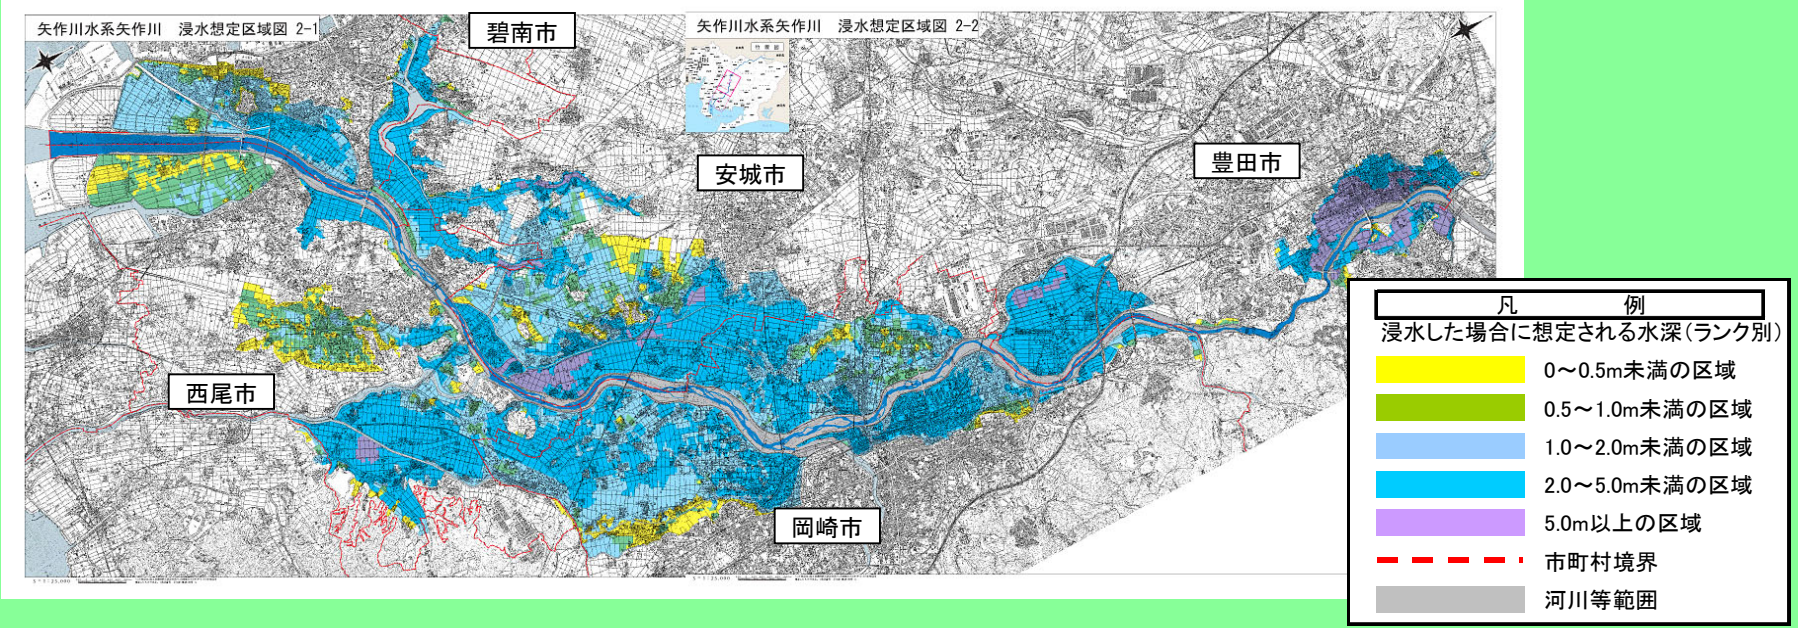 矢作川水系矢作川　浸水想定区域図 2-1
碧南市
矢作川水系矢作川　浸水想定区域図 2-2
安城市
豊田市
西尾市
岡崎市
凡　例
浸水した場合に想定される水深(ランク別)
0～0.5m未満の区域
0.5～1.0m未満の区域
1.0～2.0m未満の区域
2.0～5.0m未満の区域
5.0m以上の区域
市町村境界
河川等範囲